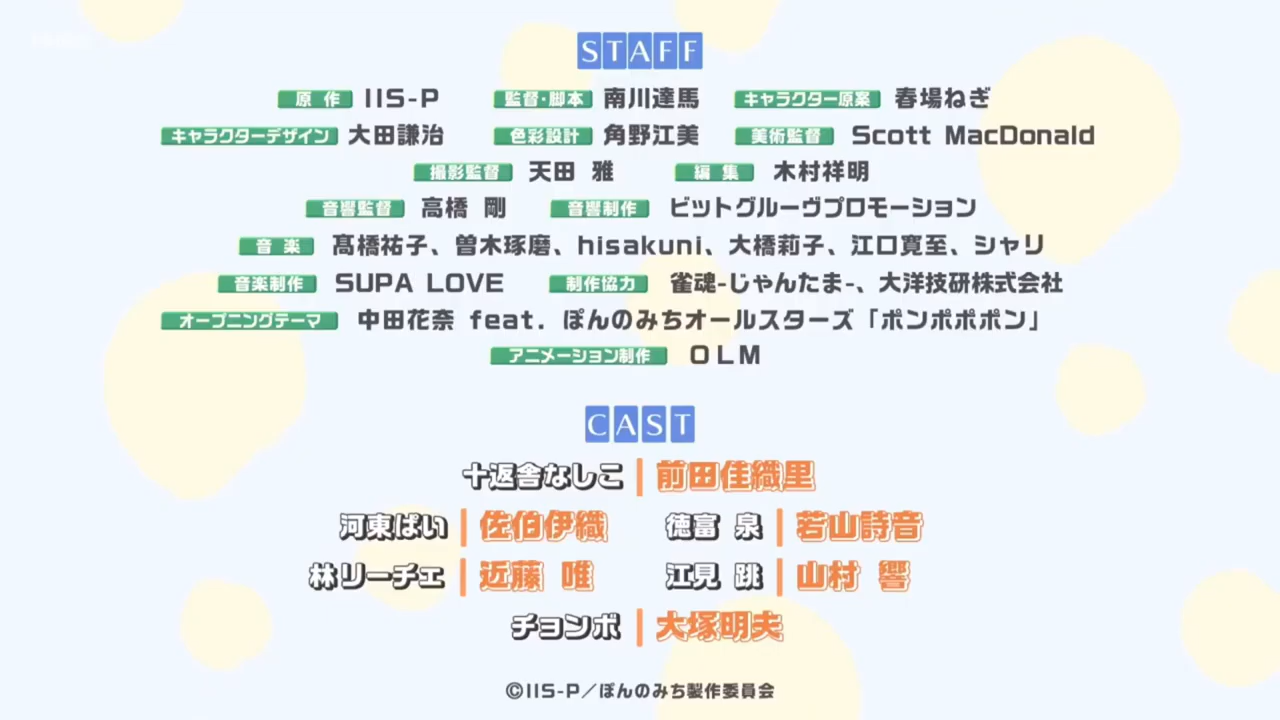 STAFF
原作 IIS-P 監督・脚本 南川達馬 キャラクター原案 春場ねぎ
キャラクターデザイン 大田謙治 色彩設計 角野江美 美術監督 Scott MacDonald
撮影監督 天田 雅 編集 木村祥明
音響監督 高橋 剛 音響制作 ビットグルーヴプロモーション
音楽 髙橋祐子、曽木琢磨、hisakuni、大橋莉子、江口寛至、シャリ
音楽制作 SUPA LOVE 制作協力 雀魂-じゃんたま-、大洋技研株式会社
オープニングテーマ 中田花奈 feat. ぽんのみちオールスターズ「ポンポポポン」
アニメーション制作 OLM
CAST
十返舎なしこ | 前田佳織里
河東ぱい | 佐伯伊織 徳富 泉 | 若山詩音
林リーチェ | 近藤 唯 江見 跳 | 山村 響
チョンボ | 大塚明夫
©IIS-P／ぽんのみち製作委員会